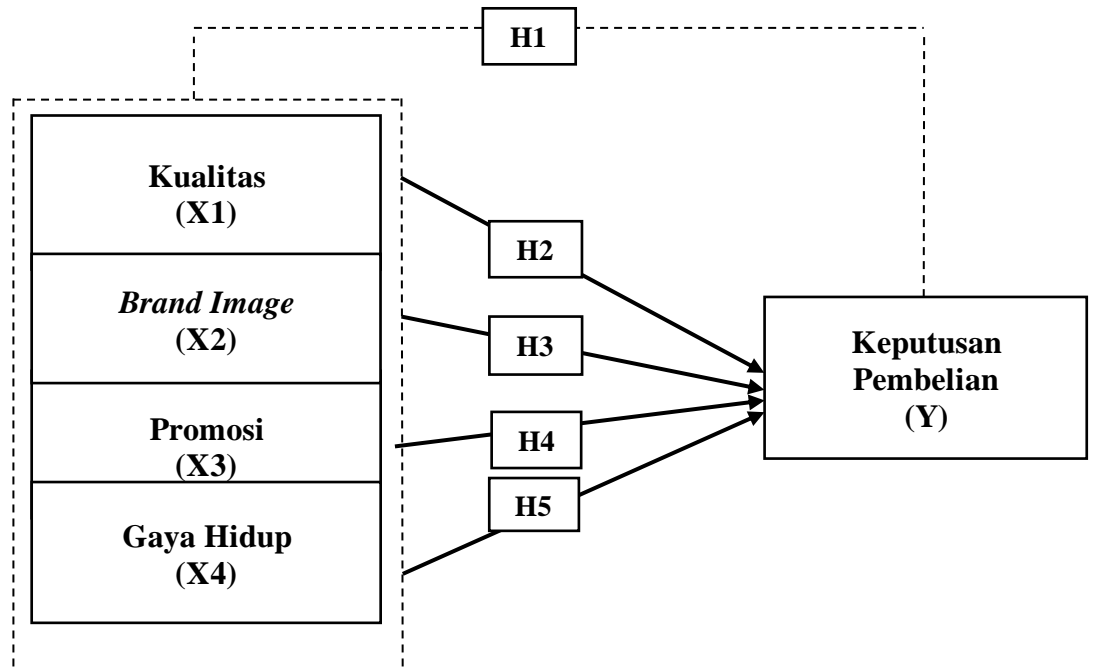 H1
Kualitas
(X1)
H2
Brand Image
(X2)
H3
Keputusan
Pembelian
(Y)
Promosi
(X3)
H4
H5
Gaya Hidup
(X4)